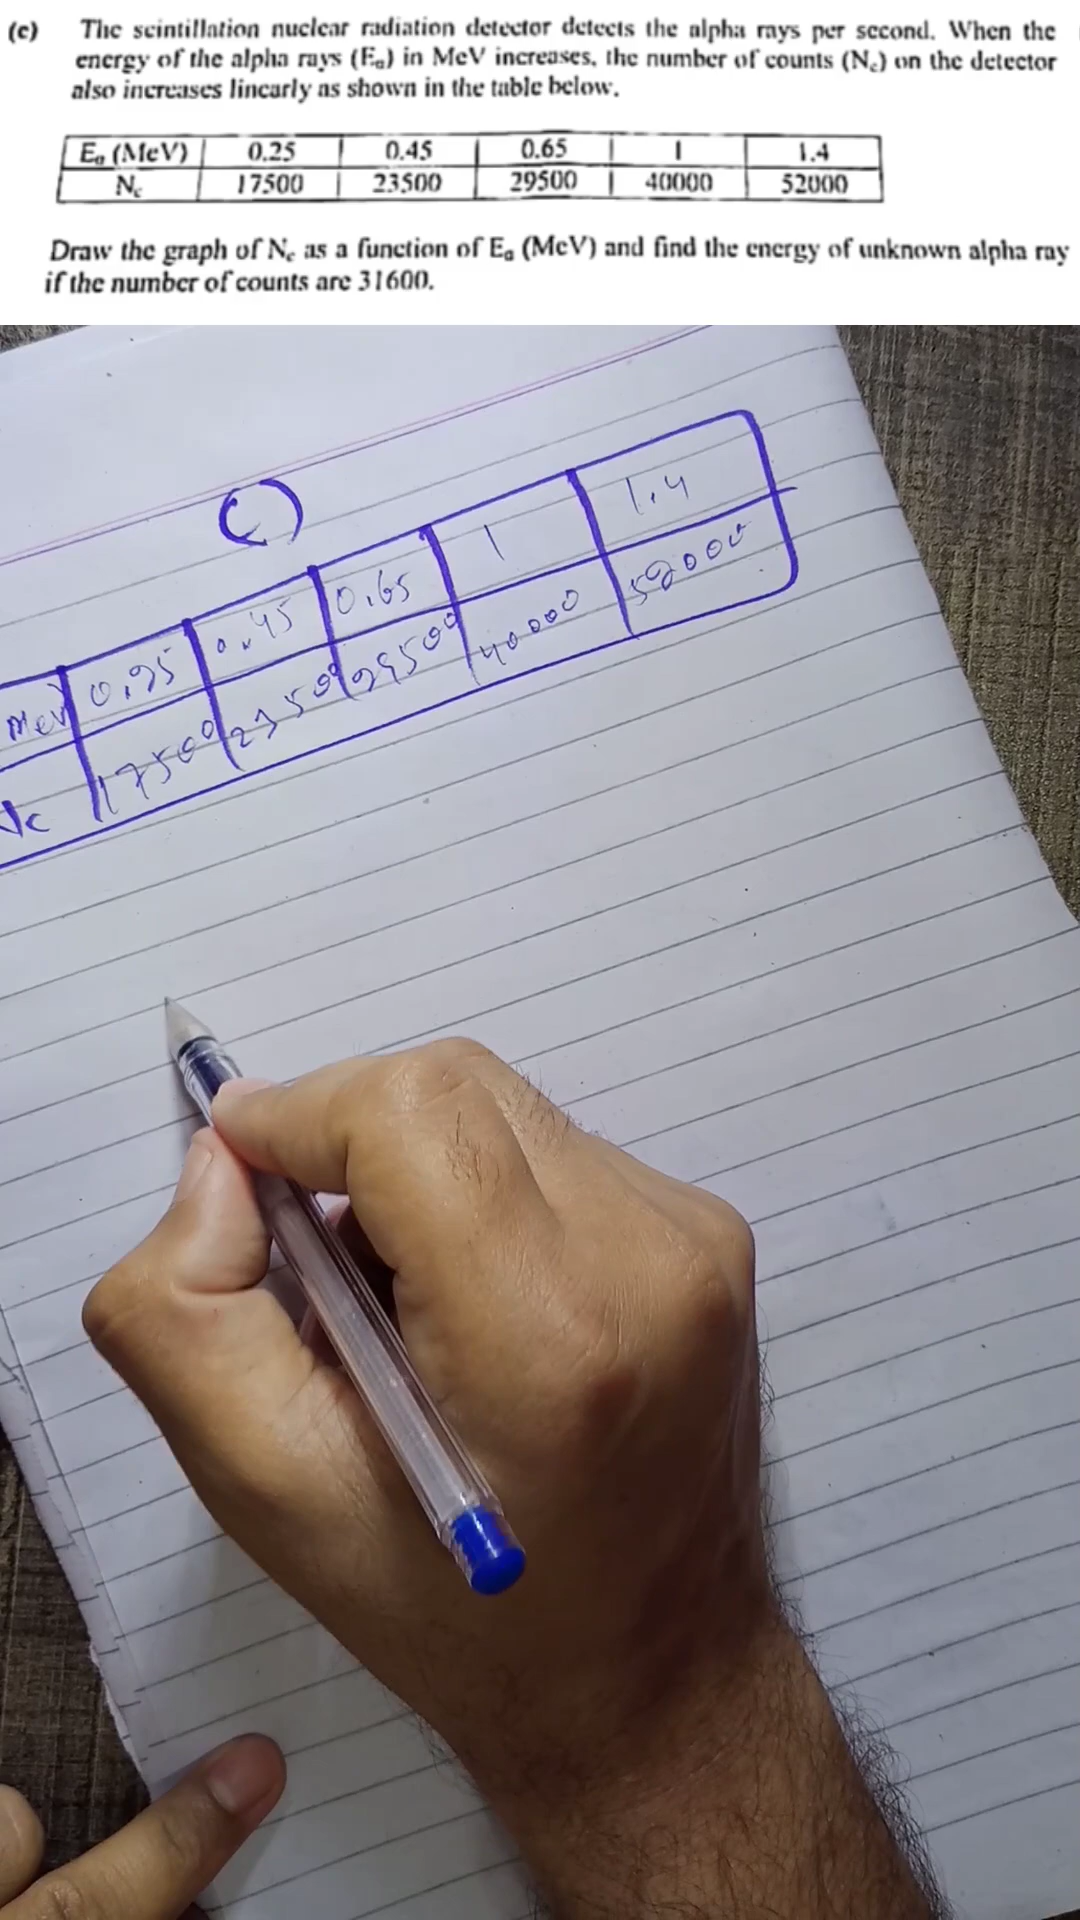 (c) The scintillation nuclear radiation detector detects the alpha rays per second. When the
energy of the alpha rays (Eα) in MeV increases, the number of counts (Nc) on the detector
also increases linearly as shown in the table below.
Eα (MeV) 0.25 0.45 0.65 1 1.4
Nc 17500 23500 29500 40000 52000
Draw the graph of Nc as a function of Eα (MeV) and find the energy of unknown alpha ray
if the number of counts are 31600.
C)
MeV 0.25 0.45 0.65 1 1.4
Nc 17500 23500 29500 40000 52000